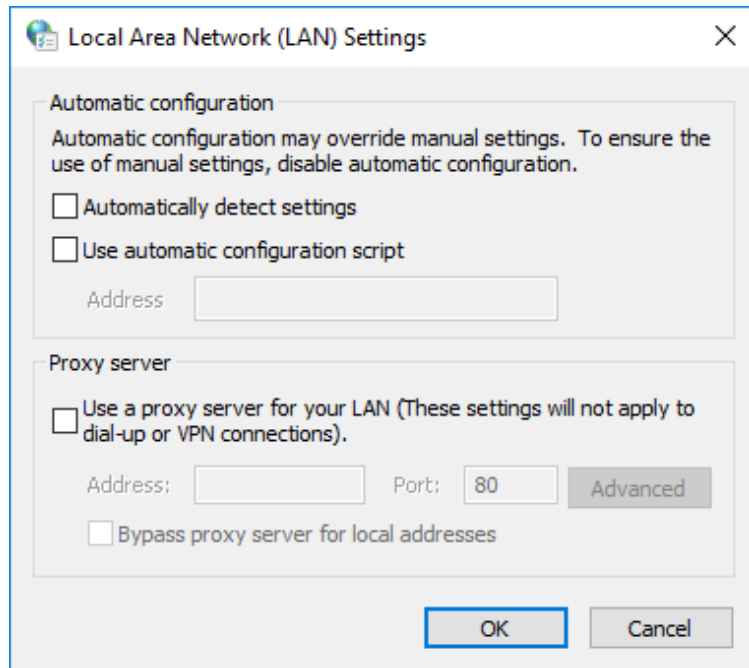 Local Area Network (LAN) Settings
Automatic configuration
Automatic configuration may override manual settings.  To ensure the
use of manual settings, disable automatic configuration.
Automatically detect settings
Use automatic configuration script
Address
Proxy server
Use a proxy server for your LAN (These settings will not apply to
dial-up or VPN connections).
Address: Port: 80 Advanced
Bypass proxy server for local addresses
OK Cancel